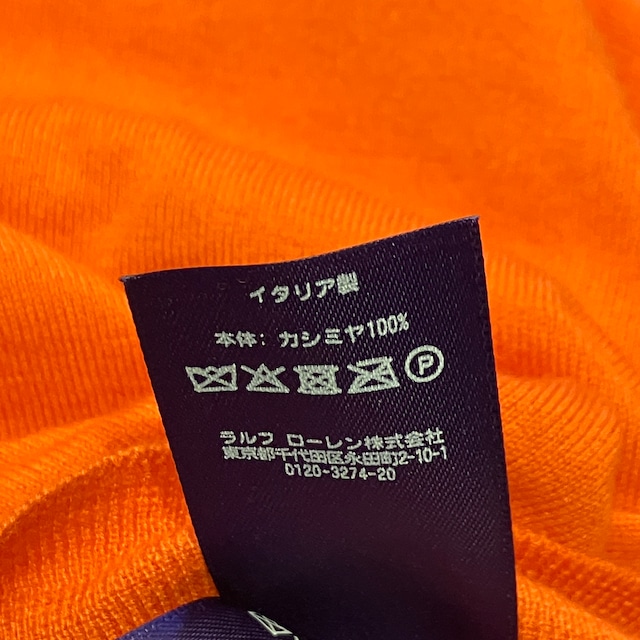 イタリア製
本体: カシミヤ100%
P
ラルフ ローレン株式会社
東京都千代田区永田町2-10-1
0120-3274-20